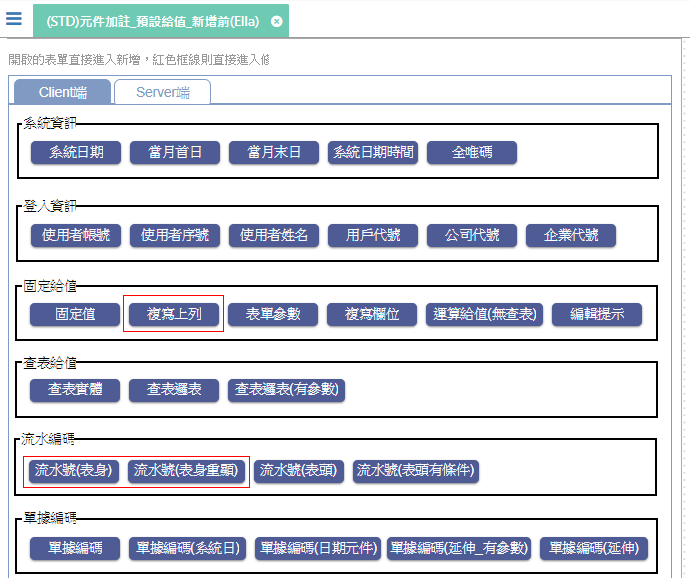 (STD)元件加註_預設給值_新增前(Ella)
開啟的表單直接進入新增，紅色框線則直接進入修
Client端 Server端
系統資訊
系統日期 當月首日 當月末日 系統日期時間 全唯碼
登入資訊
使用者帳號 使用者序號 使用者姓名 用戶代號 公司代號 企業代號
固定給值
固定值 複寫上列 表單參數 複寫欄位 運算給值(無查表) 編輯提示
查表給值
查表實體 查表邏表 查表邏表(有參數)
流水編碼
流水號(表身) 流水號(表身重顯) 流水號(表頭) 流水號(表頭有條件)
單據編碼
單據編碼 單據編碼(系統日) 單據編碼(日期元件) 單據編碼(延伸_有參數) 單據編碼(延伸)